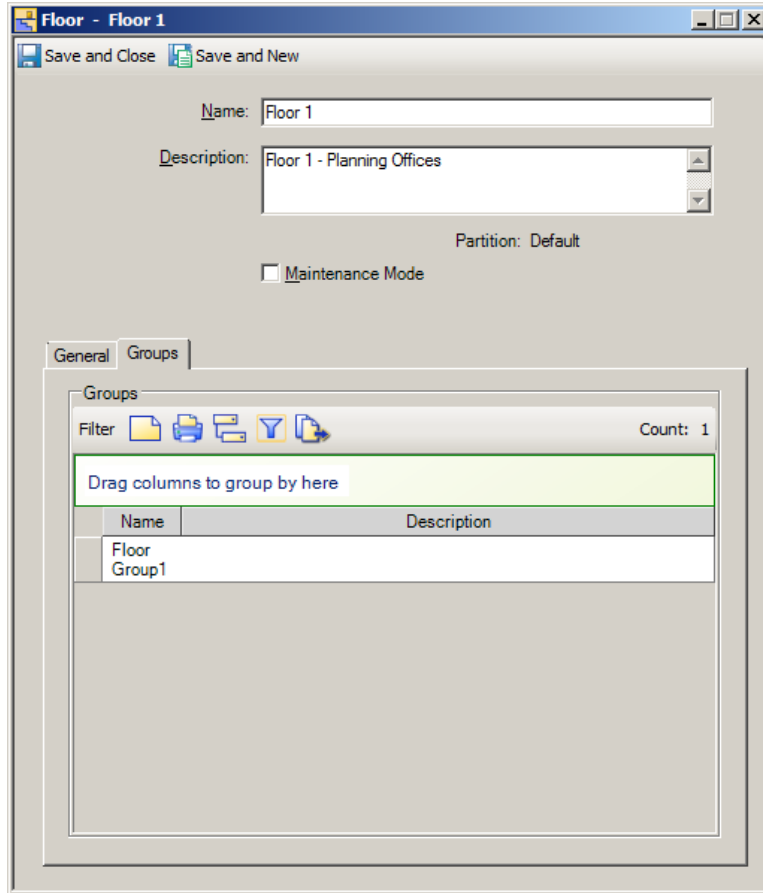 Floor - Floor 1
Save and Close Save and New
Name: Floor 1
Description: Floor 1 - Planning Offices
Partition: Default
Maintenance Mode
General Groups
Groups
Filter Count: 1
Drag columns to group by here
Name Description
Floor
Group1